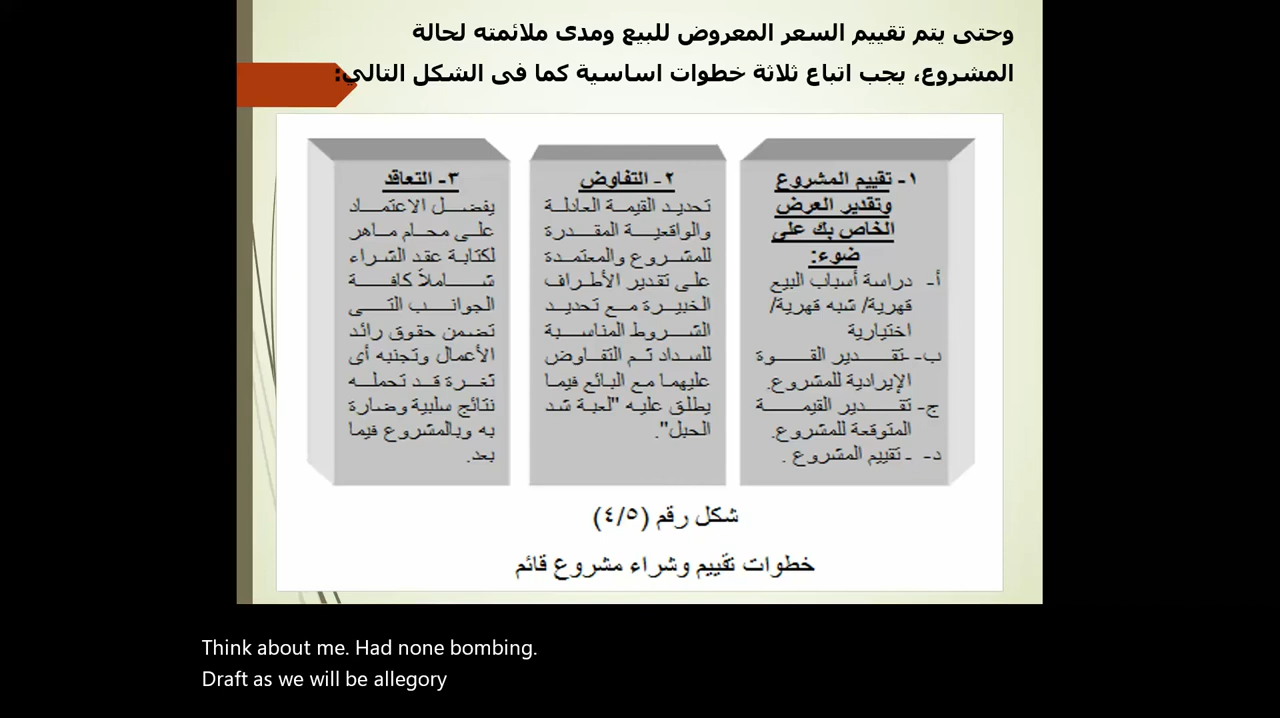 وحتى يتم تقييم السعر المعروض للبيع ومدى ملائمته لحالة
المشروع، يجب اتباع ثلاثة خطوات اساسية كما فى الشكل التالي:
١- تقييم المشروع
وتقدير العرض
الخاص بك على
ضوء:
أ- دراسة أسباب البيع
قهرية/ شبه قهرية/
اختيارية
ب- -تقدير القوة
الإيرادية للمشروع.
ج- تقدير القيمة
المتوقعة للمشروع.
د- - تقييم المشروع .
٢- التفاوض
تحديد القيمة العادلة
والواقعية المقدرة
للمشروع والمعتمدة
على تقدير الأطراف
الخبيرة مع تحديد
الشروط المناسبة
للسداد ثم التفاوض
عليهما مع البائع فيما
يطلق عليه "لعبة شد
الحبل".
٣- التعاقد
يفضل الاعتماد
على محام ماهر
لكتابة عقد الشراء
شاملاً كافة
الجوانب التى
تضمن حقوق رائد
الأعمال وتجنبه أى
ثغرة قد تحمله
نتائج سلبية وضارة
به وبالمشروع فيما
بعد.
شكل رقم (٤/٥)
خطوات تقييم وشراء مشروع قائم
Think about me. Had none bombing.
Draft as we will be allegory